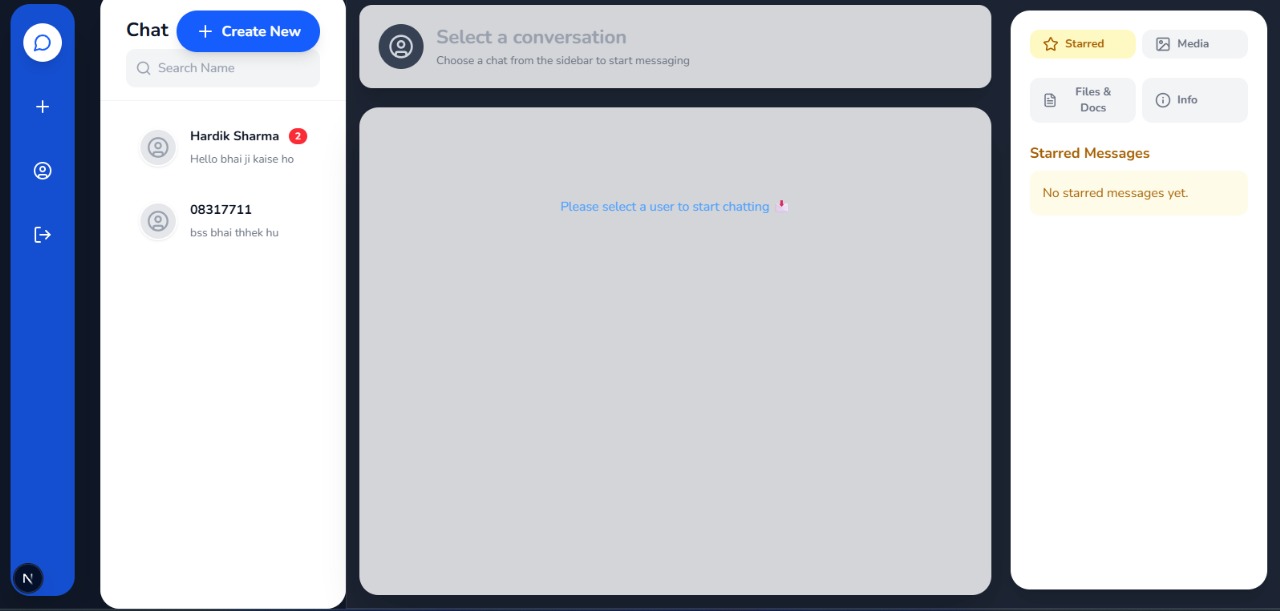 Chat
Create New
Search Name
Hardik Sharma 2
Hello bhai ji kaise ho
08317711
bss bhai thhek hu
N
Select a conversation
Choose a chat from the sidebar to start messaging
Please select a user to start chatting 📩
Starred
Media
Files &
Docs
Info
Starred Messages
No starred messages yet.